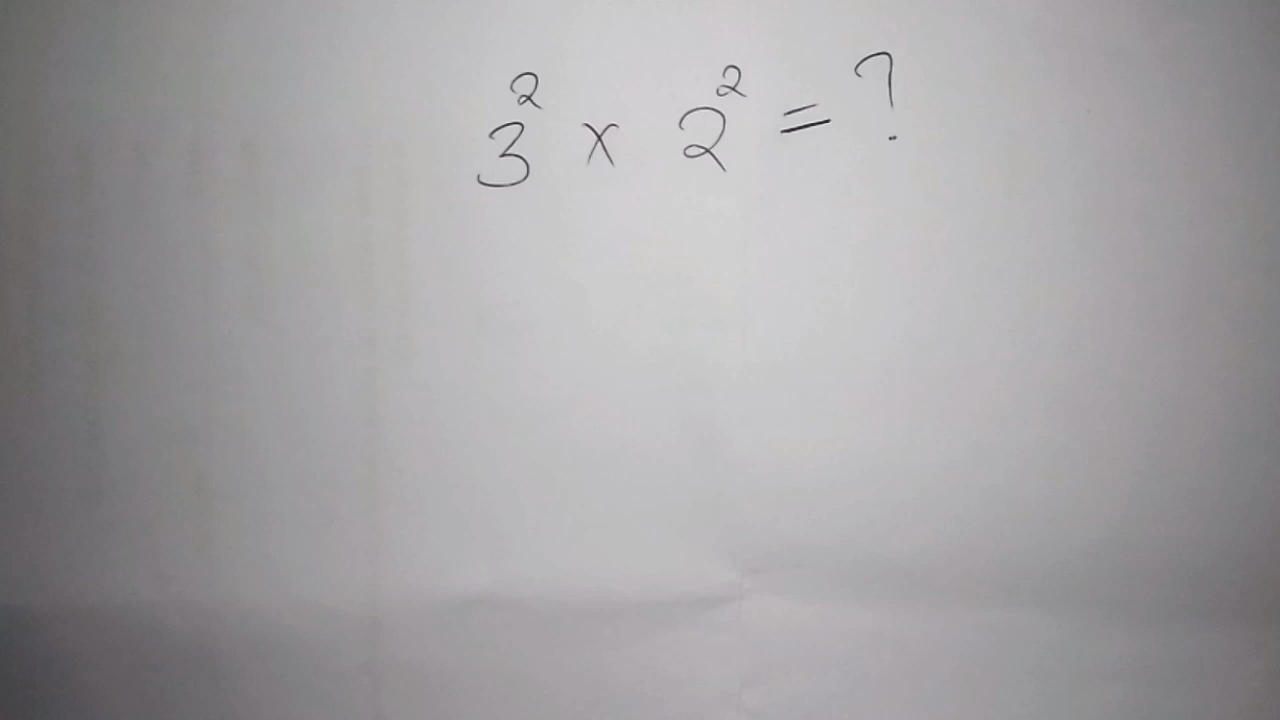 3² x 2² = ?